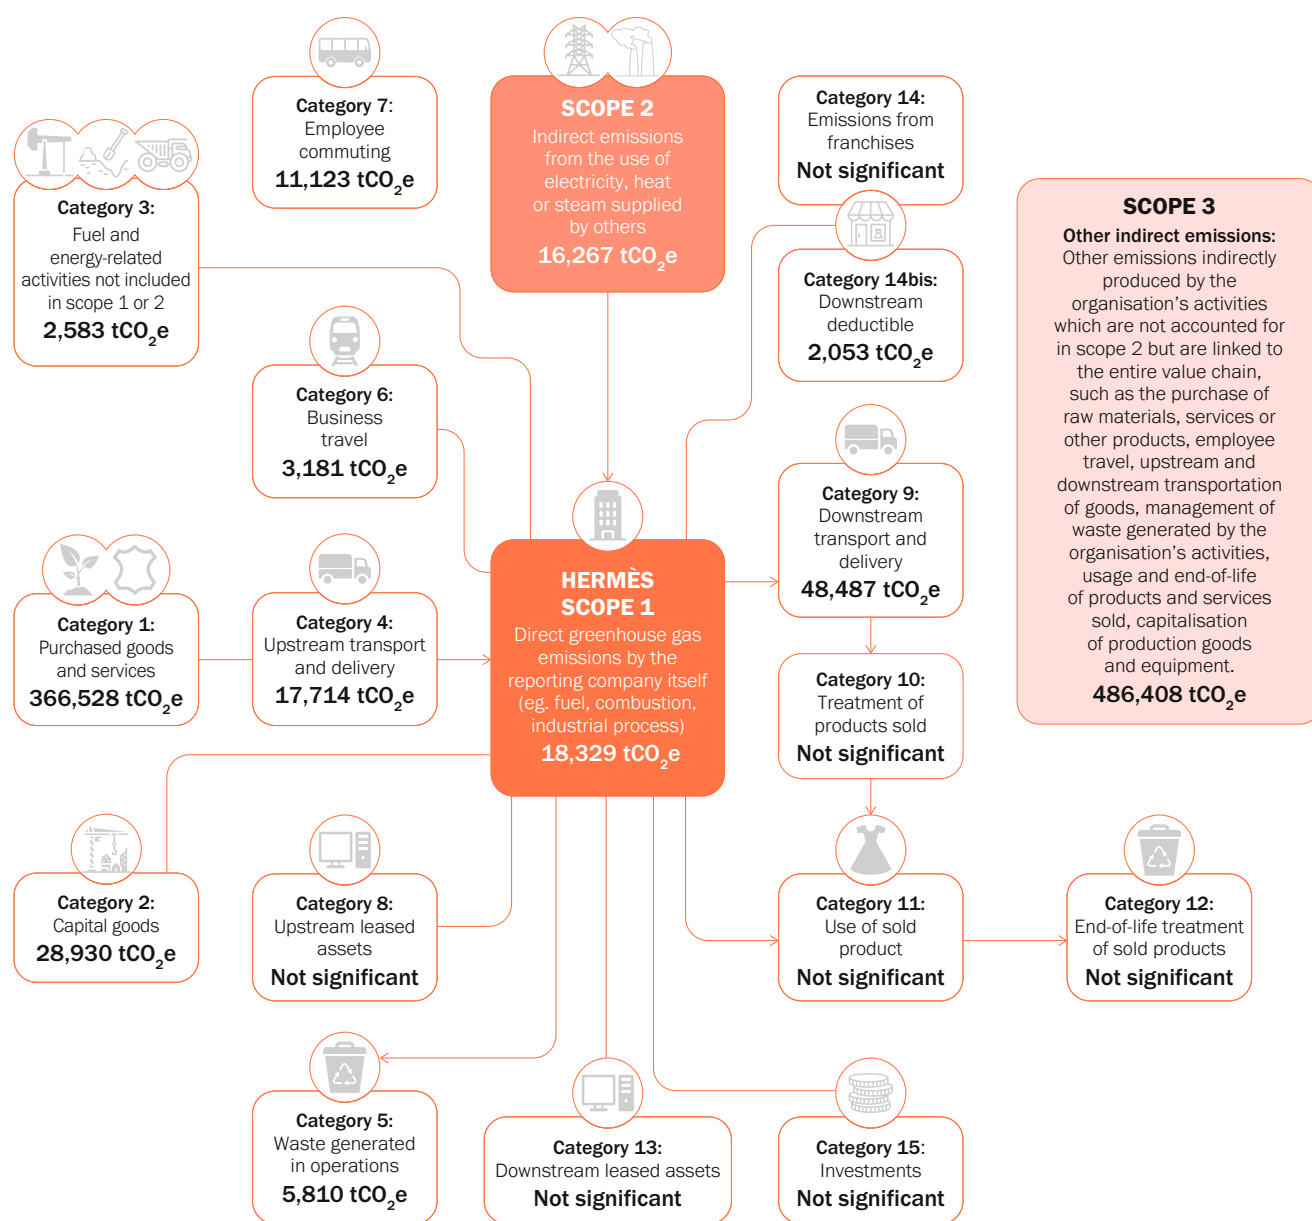 Category 7:
Employee
commuting
11,123 tCO₂e
SCOPE 2
Indirect emissions
from the use of
electricity, heat
or steam supplied
by others
16,267 tCO₂e
Category 14:
Emissions from
franchises
Not significant
Category 3:
Fuel and
energy-related
activities not included
in scope 1 or 2
2,583 tCO₂e
SCOPE 3
Other indirect emissions:
Other emissions indirectly
produced by the
organisation’s activities
which are not accounted for
in scope 2 but are linked to
the entire value chain,
such as the purchase of
raw materials, services or
other products, employee
travel, upstream and
downstream transportation
of goods, management of
waste generated by the
organisation’s activities,
usage and end-of-life
of products and services
sold, capitalisation
of production goods
and equipment.
486,408 tCO₂e
Category 14bis:
Downstream
deductible
2,053 tCO₂e
Category 6:
Business
travel
3,181 tCO₂e
Category 9:
Downstream
transport and
delivery
48,487 tCO₂e
Category 1:
Purchased goods
and services
366,528 tCO₂e
Category 4:
Upstream transport
and delivery
17,714 tCO₂e
HERMÈS
SCOPE 1
Direct greenhouse gas
emissions by the
reporting company itself
(eg. fuel, combustion,
industrial process)
18,329 tCO₂e
Category 10:
Treatment of
products sold
Not significant
Category 2:
Capital goods
28,930 tCO₂e
Category 8:
Upstream leased
assets
Not significant
Category 11:
Use of sold
product
Not significant
Category 12:
End-of-life treatment
of sold products
Not significant
Category 5:
Waste generated
in operations
5,810 tCO₂e
Category 13:
Downstream leased assets
Not significant
Category 15:
Investments
Not significant